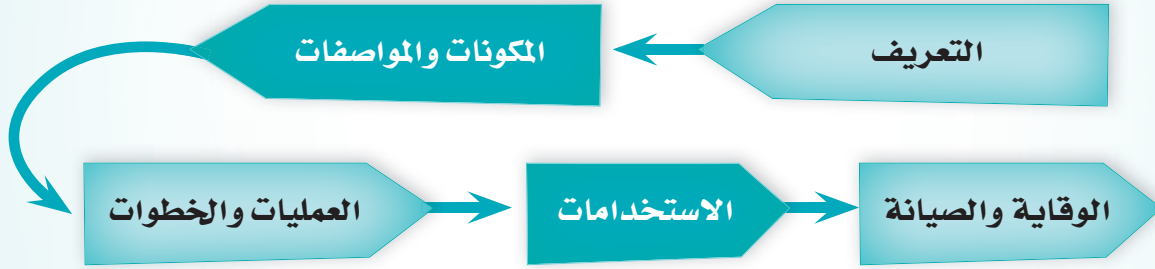 التعريف
المكونات والمواصفات
العمليات والخطوات
الاستخدامات
الوقاية والصيانة